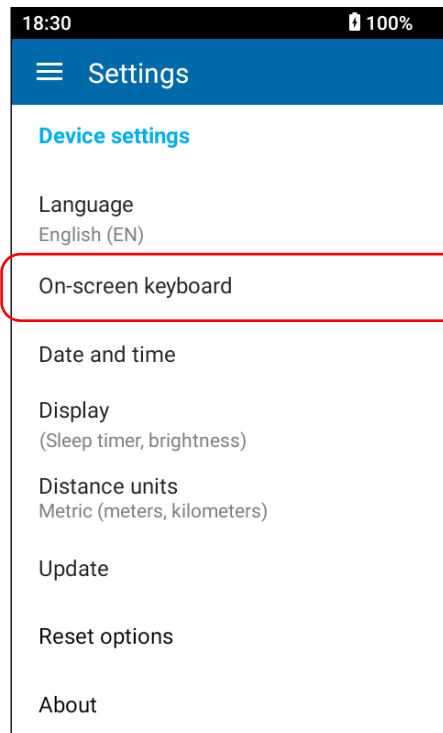 18:30 100%
Settings
Device settings
Language
English (EN)
On-screen keyboard
Date and time
Display
(Sleep timer, brightness)
Distance units
Metric (meters, kilometers)
Update
Reset options
About